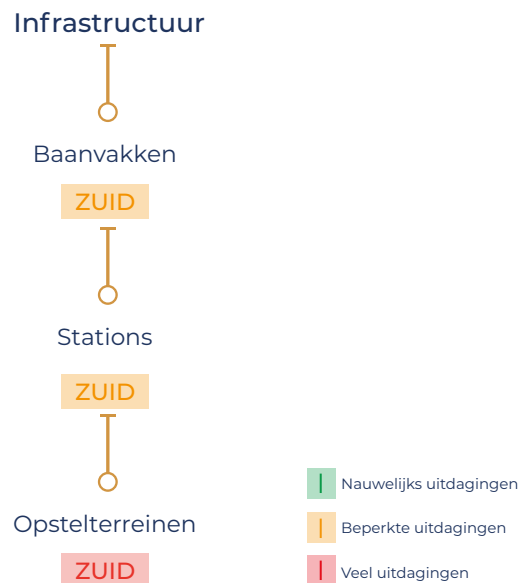 Infrastructuur
Baanvakken
ZUID
Stations
ZUID
Opstelterreinen
ZUID
Nauwelijks uitdagingen
Beperkte uitdagingen
Veel uitdagingen